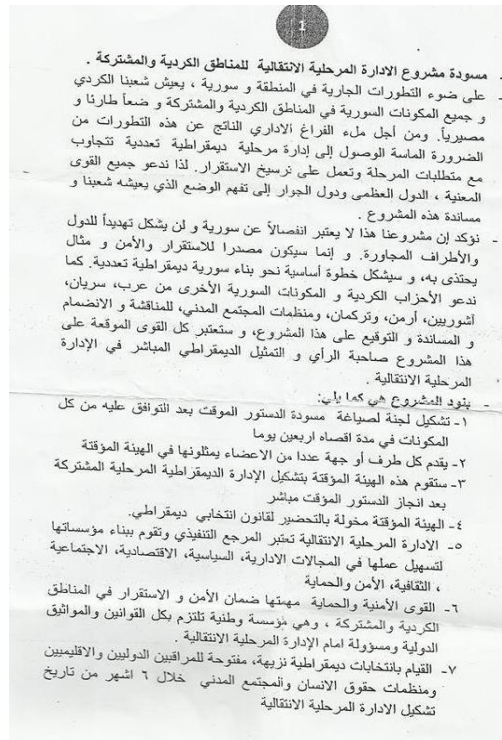 1
- مسودة مشروع الادارة المرحلية الانتقالية للمناطق الكردية والمشتركة .
- على ضوء التطورات الجارية في المنطقة و سورية ، يعيش شعبنا الكردي
و جميع المكونات السورية في المناطق الكردية والمشتركة و ضعاً طارئا و
مصيرياً. ومن أجل ملء الفراغ الاداري الناتج عن هذه التطورات من
الضرورة الماسة الوصول إلى إدارة مرحلية ديمقراطية تعددية تتجاوب
مع متطلبات المرحلة وتعمل على ترسيخ الاستقرار. لذا ندعو جميع القوى
المعنية ، الدول العظمى ودول الجوار إلى تفهم الوضع الذي يعيشه شعبنا و
مساندة هذه المشروع .
- نؤكد إن مشروعنا هذا لا يعتبر انفصالاً عن سورية و لن يشكل تهديداً للدول
والأطراف المجاورة. و إنما سيكون مصدرا للاستقرار والأمن و مثال
يحتذى به، و سيشكل خطوة أساسية نحو بناء سورية ديمقراطية تعددية. كما
ندعو الأحزاب الكردية و المكونات السورية الأخرى من عرب، سريان،
آشوريين، أرمن، وتركمان، ومنظمات المجتمع المدني، للمناقشة و الانضمام
و المساندة و التوقيع على هذا المشروع، و ستعتبر كل القوى الموقعة على
هذا المشروع صاحبة الرأي و التمثيل الديمقراطي المباشر في الإدارة
المرحلية الانتقالية .
- بنود المشروع هي كما يلي:
١- تشكيل لجنة لصياغة مسودة الدستور الموقت بعد التوافق عليه من كل
المكونات في مدة اقصاه اربعين يوما
٢- يقدم كل طرف أو جهة عددا من الاعضاء يمثلونها في الهيئة المؤقتة
٣- ستقوم هذه الهيئة المؤقتة بتشكيل الإدارة الديمقراطية المرحلية المشتركة
بعد انجاز الدستور المؤقت مباشر
٤- الهيئة المؤقتة مخولة بالتحضير لقانون انتخابي ديمقراطي.
٥- الادارة المرحلية الانتقالية تعتبر المرجع التنفيذي وتقوم ببناء مؤسساتها
لتسهيل عملها في المجالات الادارية، السياسية، الاقتصادية، الاجتماعية
، الثقافية، الأمن والحماية
٦- القوى الأمنية والحماية مهمتها ضمان الأمن و الاستقرار في المناطق
الكردية والمشتركة ، وهي مؤسسة وطنية تلتزم بكل القوانين والمواثيق
الدولية ومسؤولة امام الإدارة المرحلية الانتقالية .
٧- القيام بانتخابات ديمقراطية نزيهة، مفتوحة للمراقبين الدوليين والاقليميين
ومنظمات حقوق الانسان والمجتمع المدني خلال ٦ اشهر من تاريخ
تشكيل الادارة المرحلية الانتقالية